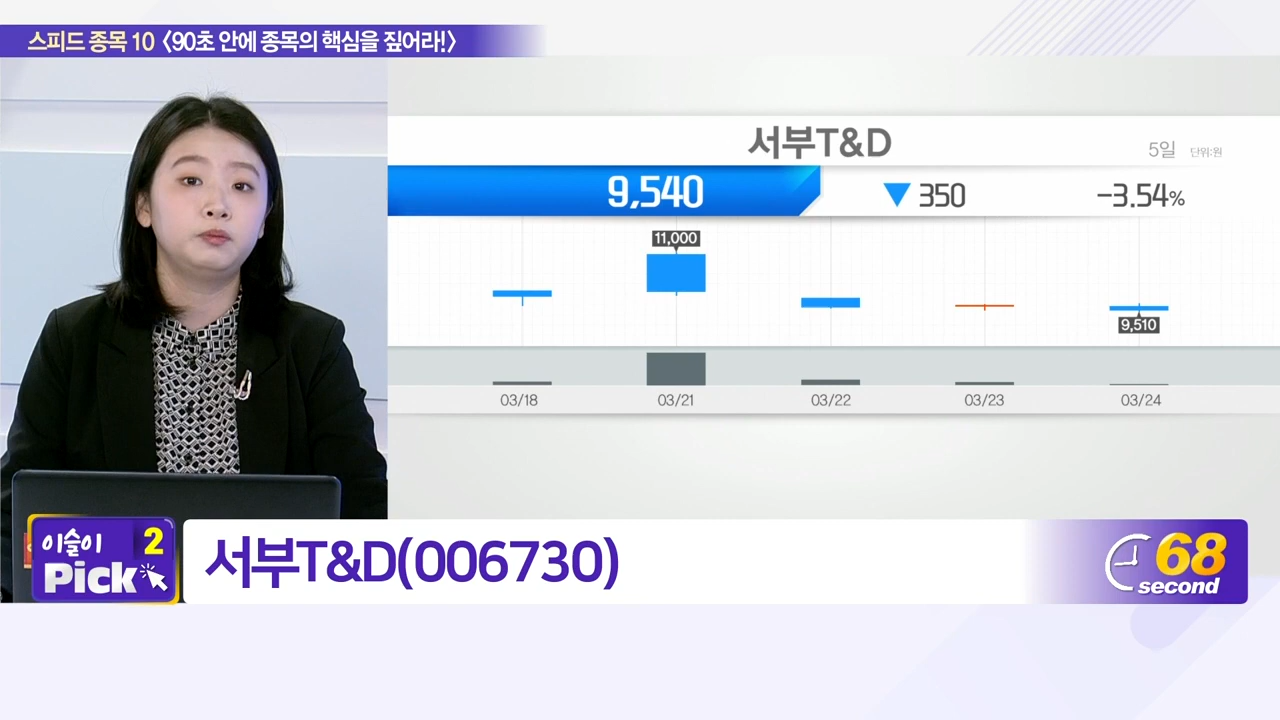 스피드 종목 10 <90초 안에 종목의 핵심을 짚어라!>
서부T&D
5일 단위:원
9,540 ▼ 350 -3.54%
11,000
9,510
03/18 03/21 03/22 03/23 03/24
이슬이 2
Pick
서부T&D(006730)
68
second